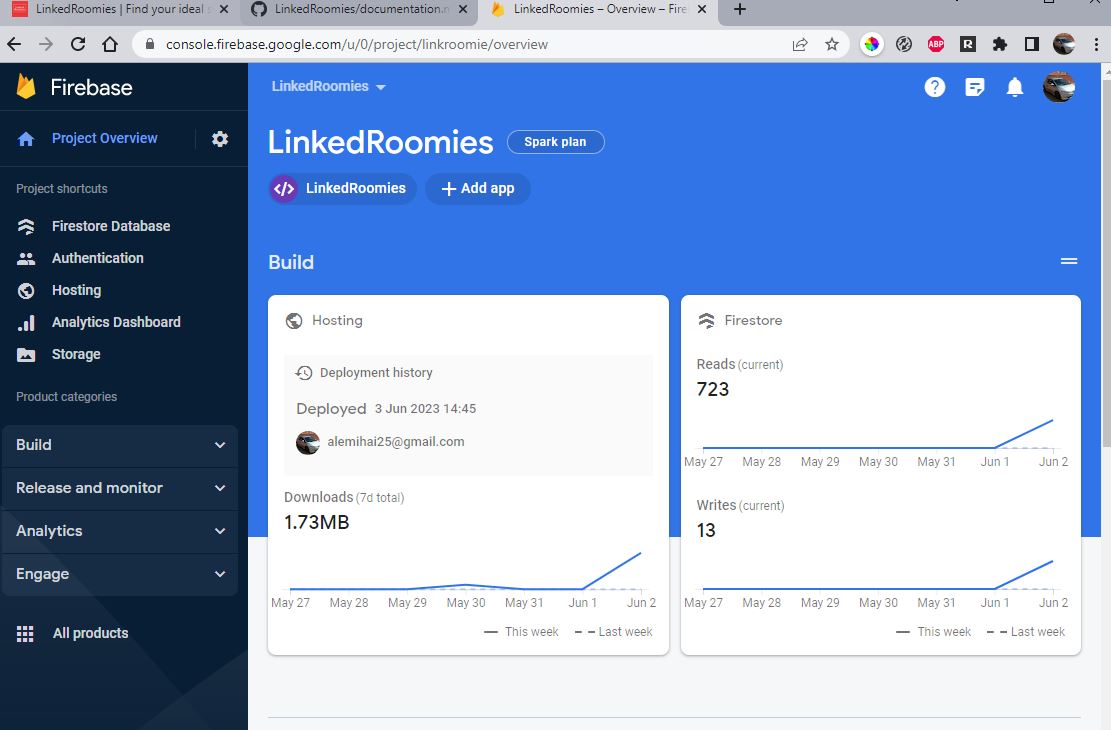 LinkedRoomies | Find your ideal s
LinkedRoomies/documentation.m
LinkedRoomies – Overview – Fire
console.firebase.google.com/u/0/project/linkroomie/overview
ABP
R
Firebase
LinkedRoomies
Project Overview
LinkedRoomies
Spark plan
LinkedRoomies
Add app
Project shortcuts
Firestore Database
Authentication
Hosting
Analytics Dashboard
Storage
Product categories
Build
Release and monitor
Analytics
Engage
All products
Build
Hosting
Deployment history
Deployed 3 Jun 2023 14:45
alemihai25@gmail.com
Downloads (7d total)
1.73MB
May 27 May 28 May 29 May 30 May 31 Jun 1 Jun 2
This week Last week
Firestore
Reads (current)
723
May 27 May 28 May 29 May 30 May 31 Jun 1 Jun 2
Writes (current)
13
May 27 May 28 May 29 May 30 May 31 Jun 1 Jun 2
This week Last week